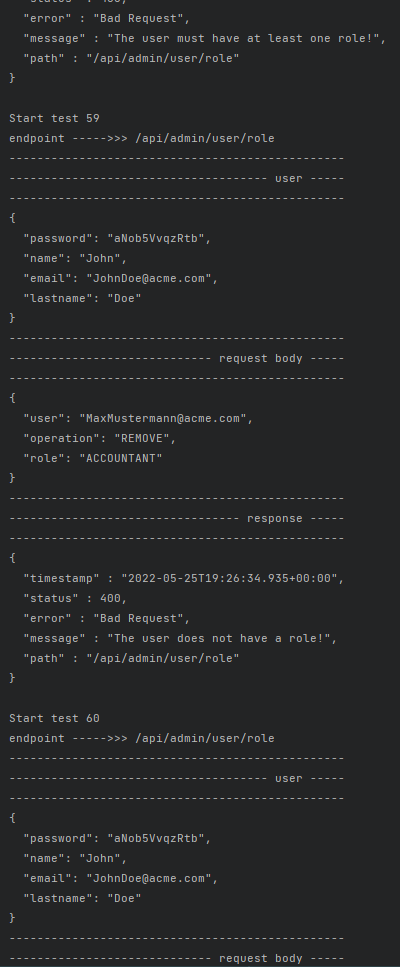 "status" : 400,
"error" : "Bad Request",
"message" : "The user must have at least one role!",
"path" : "/api/admin/user/role"
}
Start test 59
endpoint ----->>> /api/admin/user/role
------------------------------------------------
------------------------------------- user -----
------------------------------------------------
{
"password": "aNob5VvqzRtb",
"name": "John",
"email": "JohnDoe@acme.com",
"lastname": "Doe"
}
------------------------------------------------
----------------------------- request body -----
------------------------------------------------
{
"user": "MaxMustermann@acme.com",
"operation": "REMOVE",
"role": "ACCOUNTANT"
}
------------------------------------------------
--------------------------------- response -----
------------------------------------------------
{
"timestamp" : "2022-05-25T19:26:34.935+00:00",
"status" : 400,
"error" : "Bad Request",
"message" : "The user does not have a role!",
"path" : "/api/admin/user/role"
}
Start test 60
endpoint ----->>> /api/admin/user/role
------------------------------------------------
------------------------------------- user -----
------------------------------------------------
{
"password": "aNob5VvqzRtb",
"name": "John",
"email": "JohnDoe@acme.com",
"lastname": "Doe"
}
------------------------------------------------
----------------------------- request body -----